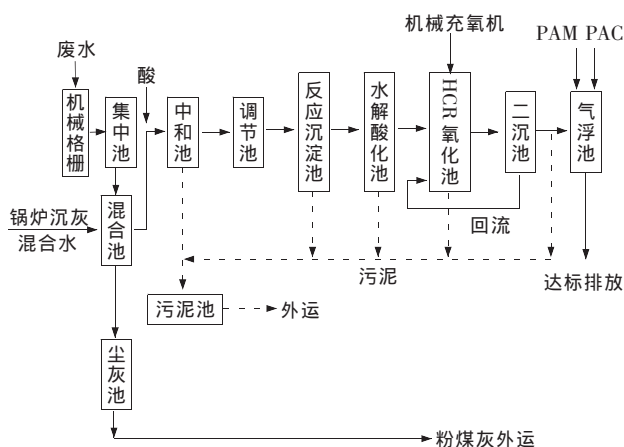 机械充氧机
PAM PAC
废水
酸
机械格栅
集中池
中和池
调节池
反应沉淀池
水解酸化池
HCR氧化池
二沉池
气浮池
锅炉沉灰
混合水
混合池
回流
污泥
达标排放
污泥池
外运
尘灰池
粉煤灰外运